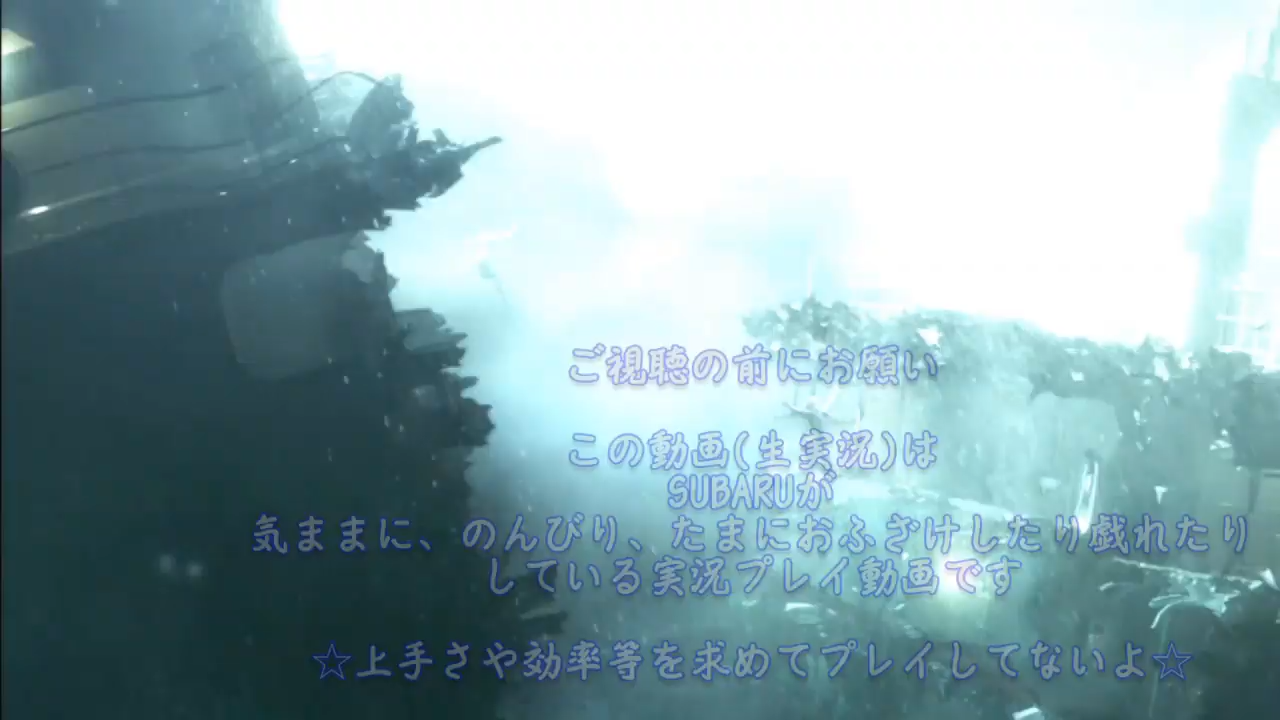 ご視聴の前にお願い
この動画(生実況)は
SUBARUが
気ままに、のんびり、たまにおふざけしたり戯れたり
している実況プレイ動画です
☆上手さや効率等を求めてプレイしてないよ☆